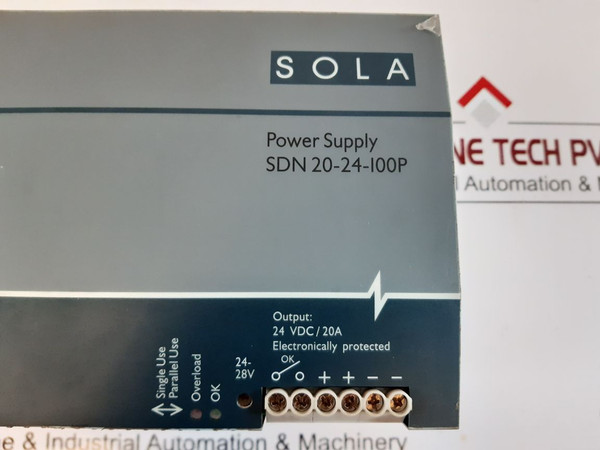 SOLA
Power Supply
SDN 20-24-100P
NE TECH PV
l Automation &
Output:
24 VDC/20A
Electronically protected
Single Use
Parallel Use
Overload
OK
24-
28V
OK
+ + − −
e & Industrial Automation & Machinery